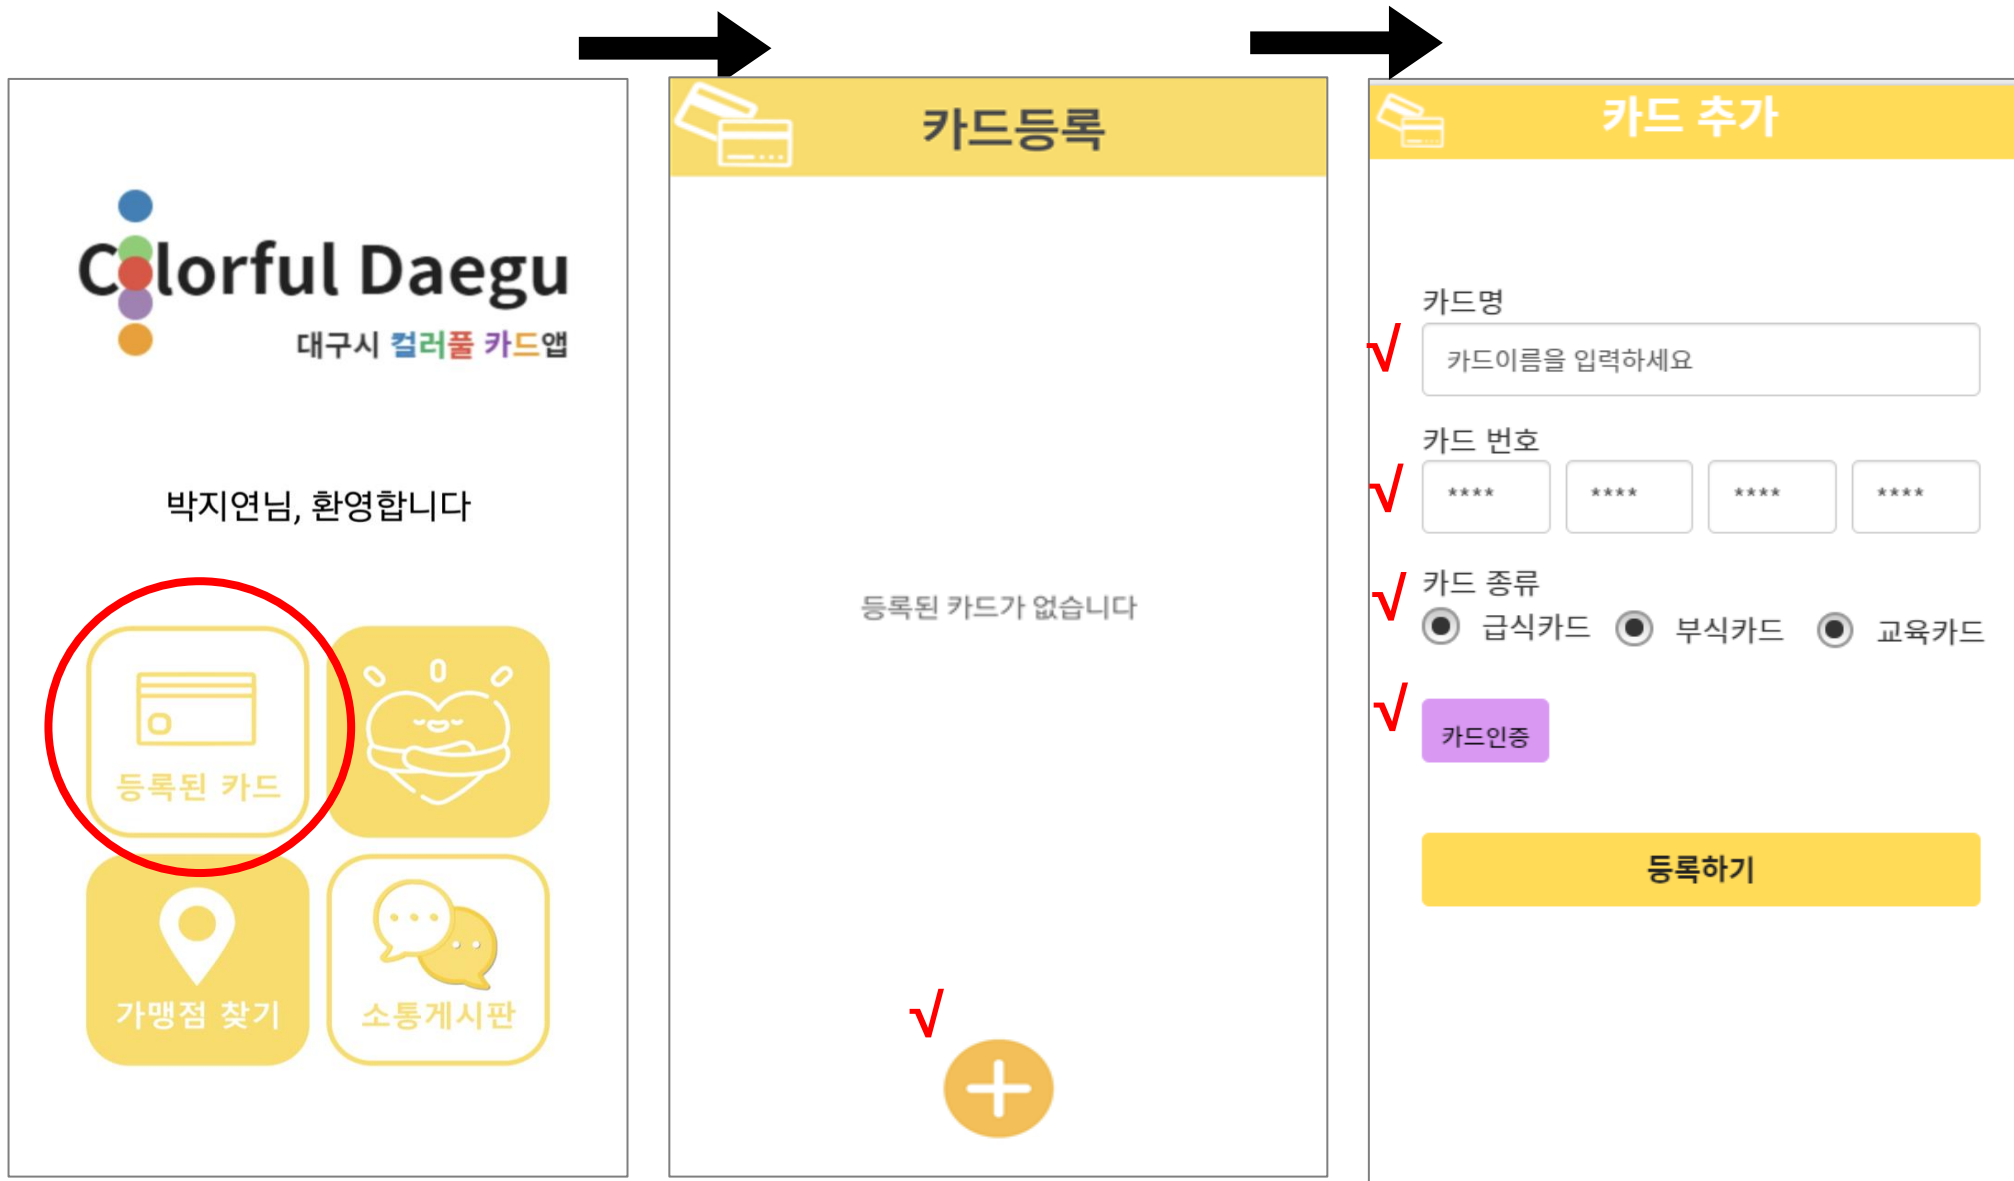 Colorful Daegu
대구시 컬러풀 카드앱
박지연님, 환영합니다
등록된 카드
가맹점 찾기
소통게시판
카드등록
등록된 카드가 없습니다
√
카드 추가
카드명
√
카드이름을 입력하세요
카드 번호
√
**** **** **** ****
√
카드 종류
급식카드 부식카드 교육카드
√
카드인증
등록하기